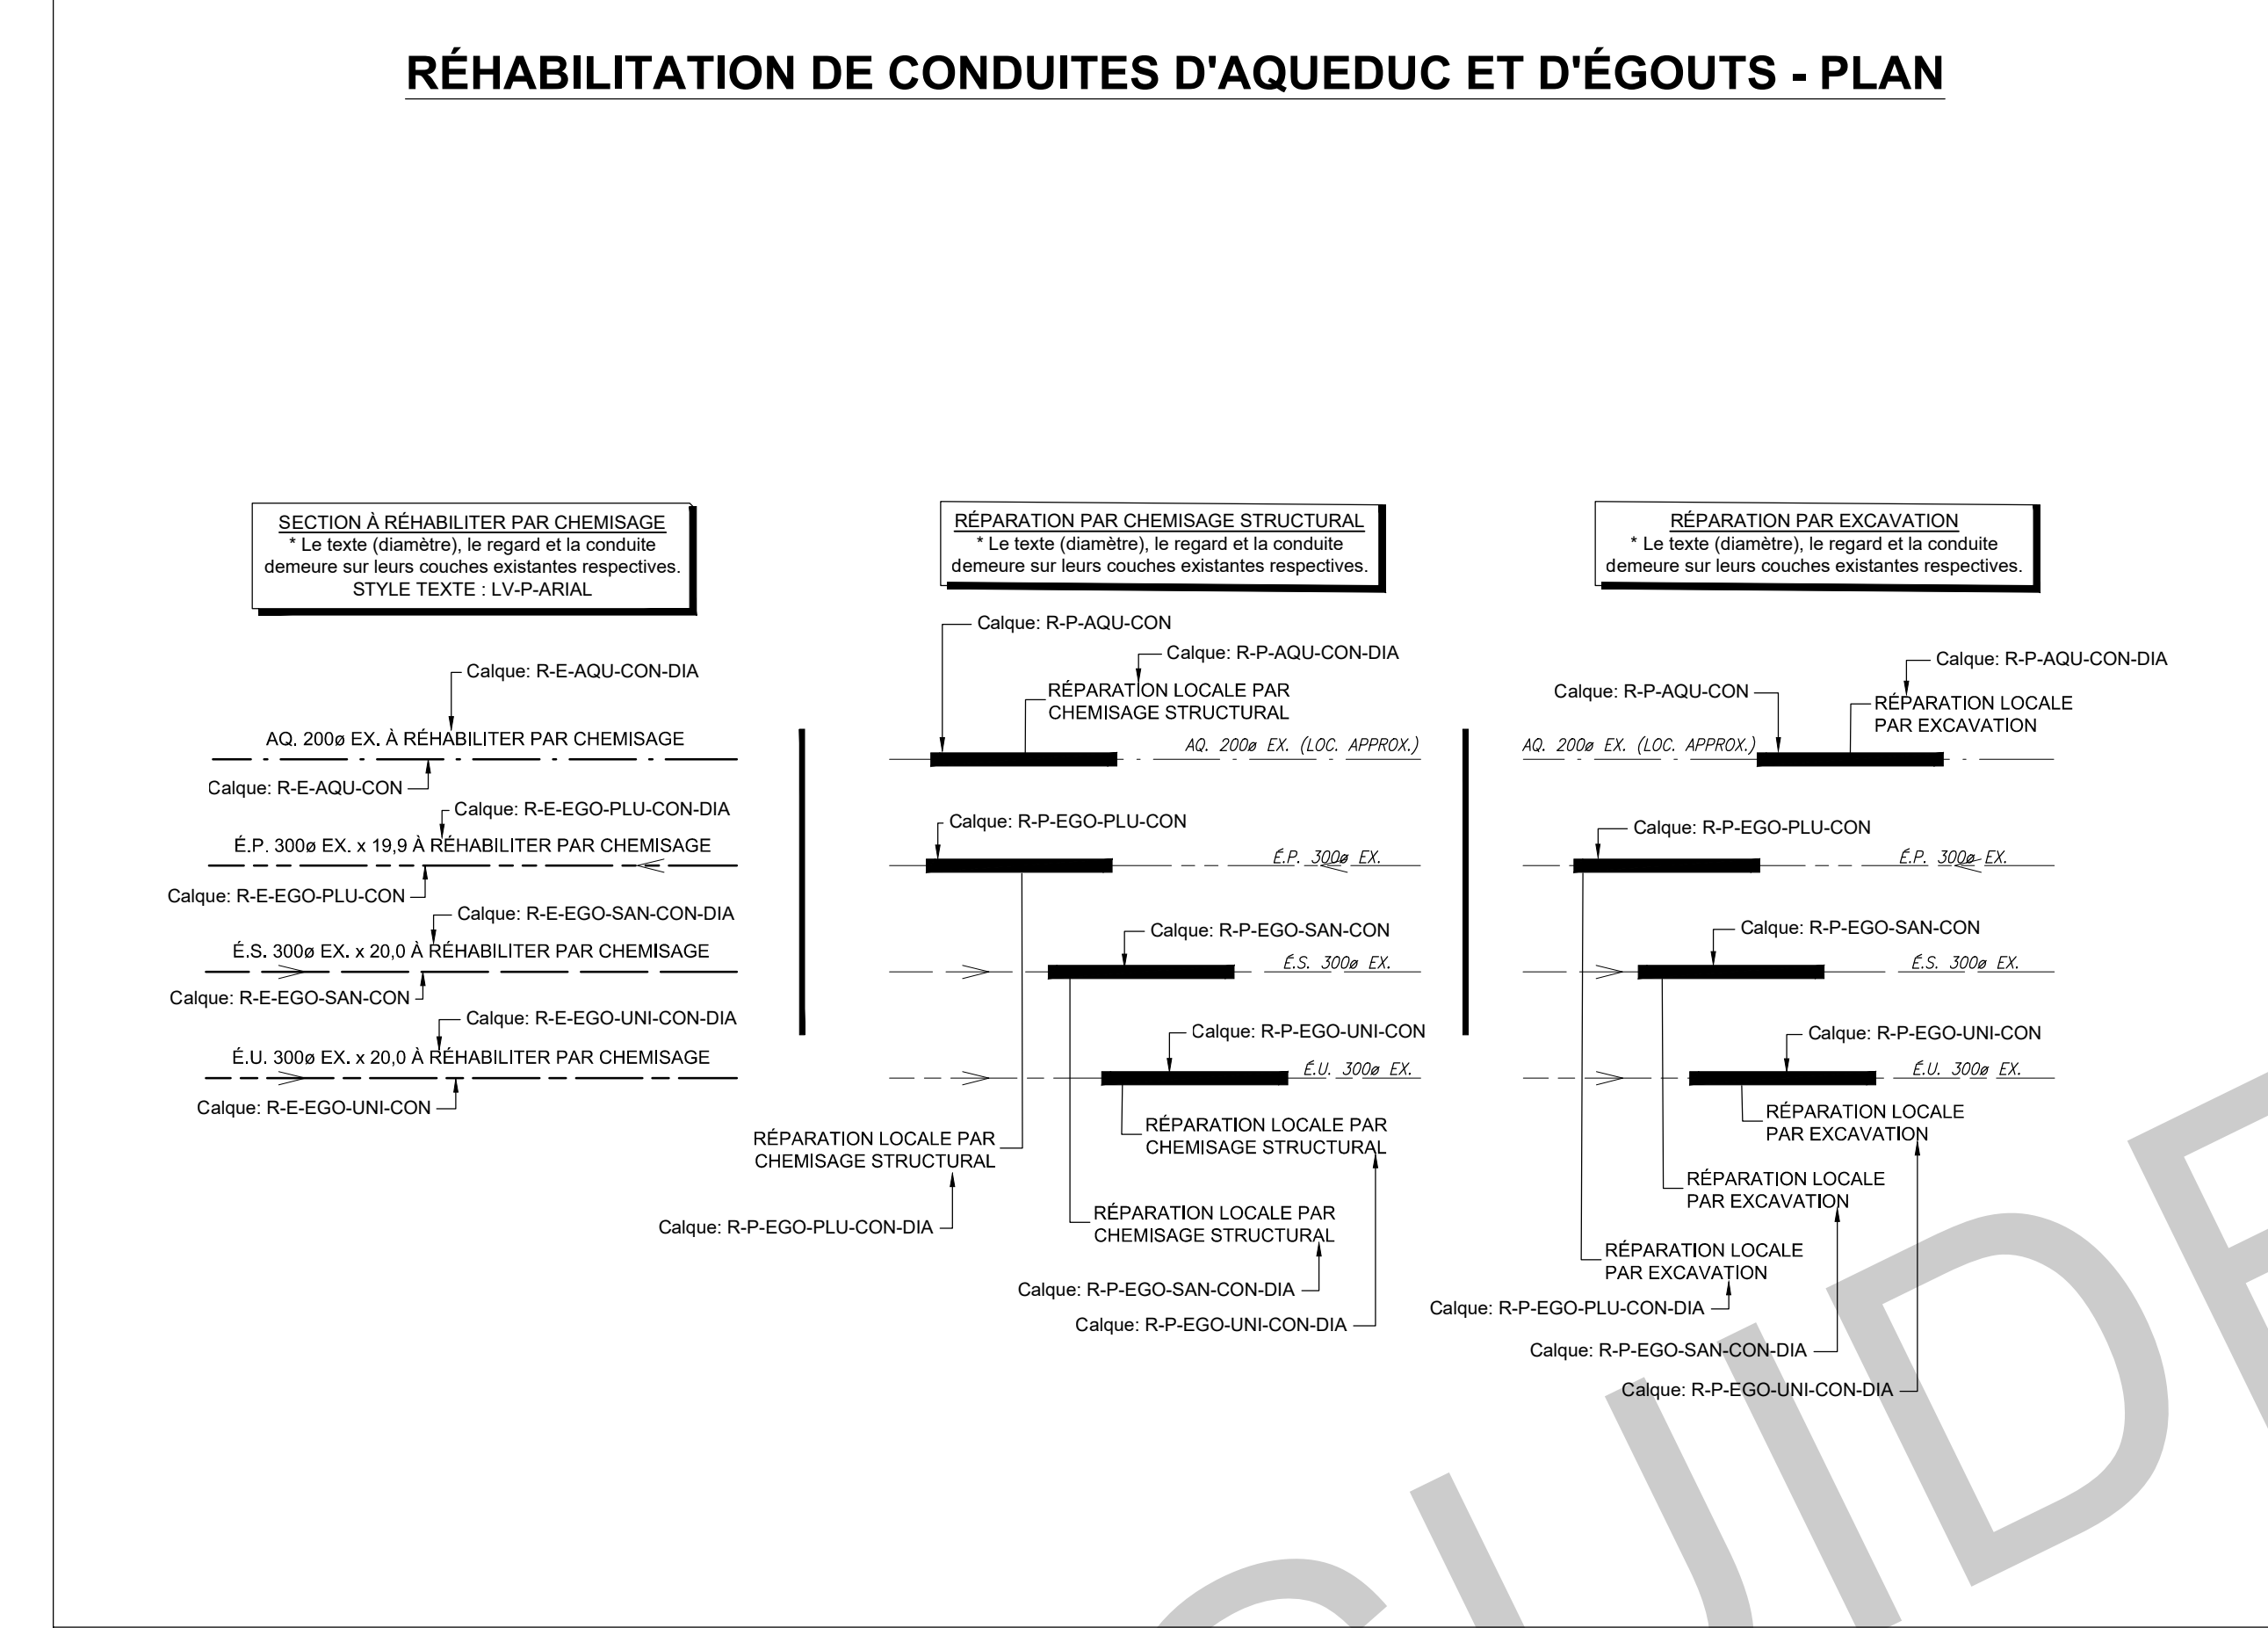 RÉHABILITATION DE CONDUITES D'AQUEDUC ET D'ÉGOUTS - PLAN
SECTION À RÉHABILITER PAR CHEMISAGE
* Le texte (diamètre), le regard et la conduite
demeure sur leurs couches existantes respectives.
STYLE TEXTE : LV-P-ARIAL
Calque: R-E-AQU-CON-DIA
AQ. 200ø EX. À RÉHABILITER PAR CHEMISAGE
Calque: R-E-AQU-CON
Calque: R-E-EGO-PLU-CON-DIA
É.P. 300ø EX. x 19,9 À RÉHABILITER PAR CHEMISAGE
Calque: R-E-EGO-PLU-CON
Calque: R-E-EGO-SAN-CON-DIA
É.S. 300ø EX. x 20,0 À RÉHABILITER PAR CHEMISAGE
Calque: R-E-EGO-SAN-CON
Calque: R-E-EGO-UNI-CON-DIA
É.U. 300ø EX. x 20,0 À RÉHABILITER PAR CHEMISAGE
Calque: R-E-EGO-UNI-CON
RÉPARATION PAR CHEMISAGE STRUCTURAL
* Le texte (diamètre), le regard et la conduite
demeure sur leurs couches existantes respectives.
Calque: R-P-AQU-CON
Calque: R-P-AQU-CON-DIA
RÉPARATION LOCALE PAR
CHEMISAGE STRUCTURAL
AQ. 200ø EX. (LOC. APPROX.)
Calque: R-P-EGO-PLU-CON
É.P. 300ø EX.
Calque: R-P-EGO-SAN-CON
É.S. 300ø EX.
Calque: R-P-EGO-UNI-CON
É.U. 300ø EX.
RÉPARATION LOCALE PAR
CHEMISAGE STRUCTURAL
RÉPARATION LOCALE PAR
CHEMISAGE STRUCTURAL
Calque: R-P-EGO-PLU-CON-DIA
RÉPARATION LOCALE PAR
CHEMISAGE STRUCTURAL
Calque: R-P-EGO-SAN-CON-DIA
Calque: R-P-EGO-UNI-CON-DIA
RÉPARATION PAR EXCAVATION
* Le texte (diamètre), le regard et la conduite
demeure sur leurs couches existantes respectives.
Calque: R-P-AQU-CON-DIA
Calque: R-P-AQU-CON
RÉPARATION LOCALE
PAR EXCAVATION
AQ. 200ø EX. (LOC. APPROX.)
Calque: R-P-EGO-PLU-CON
É.P. 300ø EX.
Calque: R-P-EGO-SAN-CON
É.S. 300ø EX.
Calque: R-P-EGO-UNI-CON
É.U. 300ø EX.
RÉPARATION LOCALE
PAR EXCAVATION
RÉPARATION LOCALE
PAR EXCAVATION
RÉPARATION LOCALE
PAR EXCAVATION
Calque: R-P-EGO-PLU-CON-DIA
Calque: R-P-EGO-SAN-CON-DIA
Calque: R-P-EGO-UNI-CON-DIA